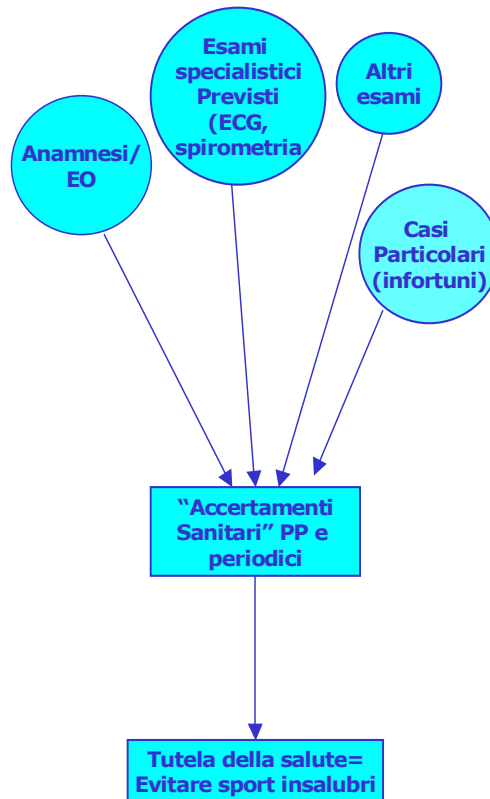 Esami
specialistici
Previsti
(ECG,
spirometria
Altri
esami
Anamnesi/
EO
Casi
Particolari
(infortuni)
“Accertamenti
Sanitari” PP e
periodici
Tutela della salute=
Evitare sport insalubri